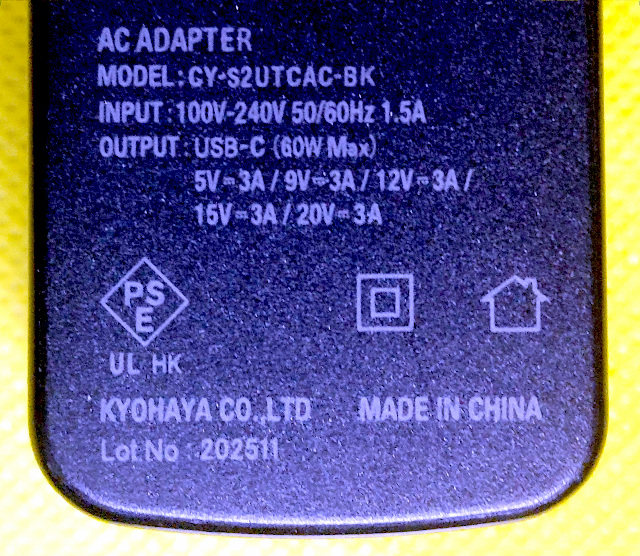 AC ADAPTER
MODEL:CY-S2UTCAC-BK
INPUT:100V-240V 50/60Hz 1.5A
OUTPUT:USB-C (60W Max)
5V⎓3A / 9V⎓3A / 12V⎓3A /
15V⎓3A / 20V⎓3A
PS
E
UL HK
KYOHAYA CO.,LTD MADE IN CHINA
Lot No : 202511